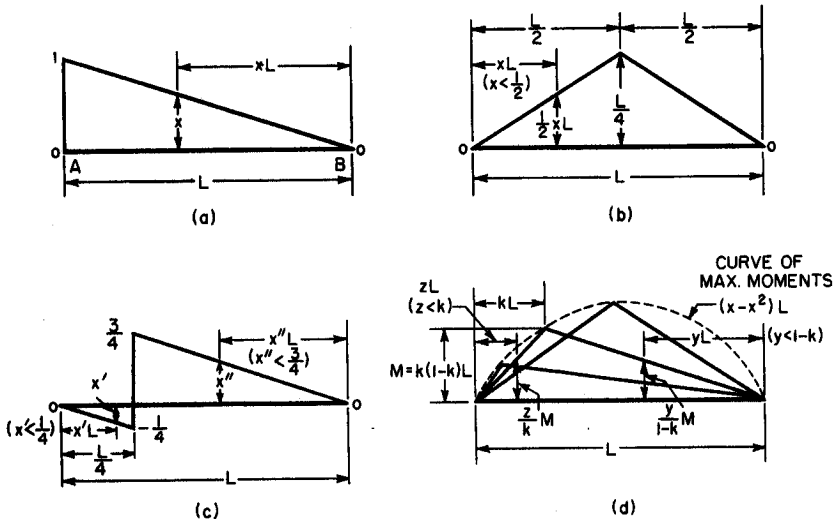 1
xL
x
0
0
A
B
L
(a)
L/2
L/2
xL
(x<1/2)
1/2 xL
L/4
0
0
L
(b)
3/4
x"L
(x"<3/4)
x"
x'
0
0
(x'<1/4)
x'L
-1/4
L/4
L
(c)
CURVE OF
MAX. MOMENTS
zL
(z<k)
kL
(x-x²)L
yL
(y<1-k)
M=k(1-k)L
z/k M
y/1-k M
L
(d)